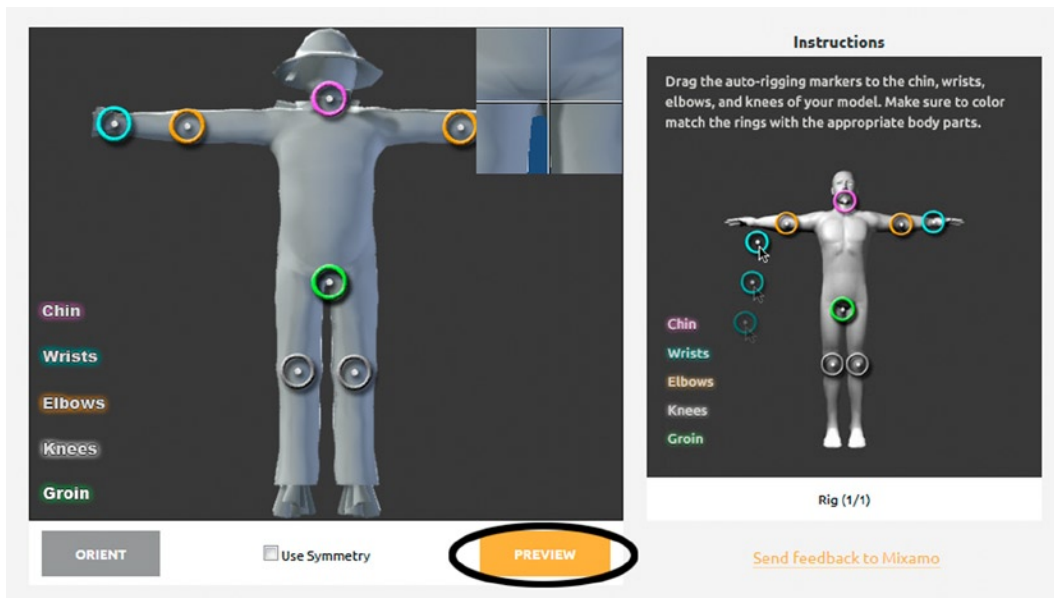 Chin
Wrists
Elbows
Knees
Groin
ORIENT
Use Symmetry
PREVIEW
Instructions
Drag the auto-rigging markers to the chin, wrists,
elbows, and knees of your model. Make sure to color
match the rings with the appropriate body parts.
Chin
Wrists
Elbows
Knees
Groin
Rig (1/1)
Send feedback to Mixamo